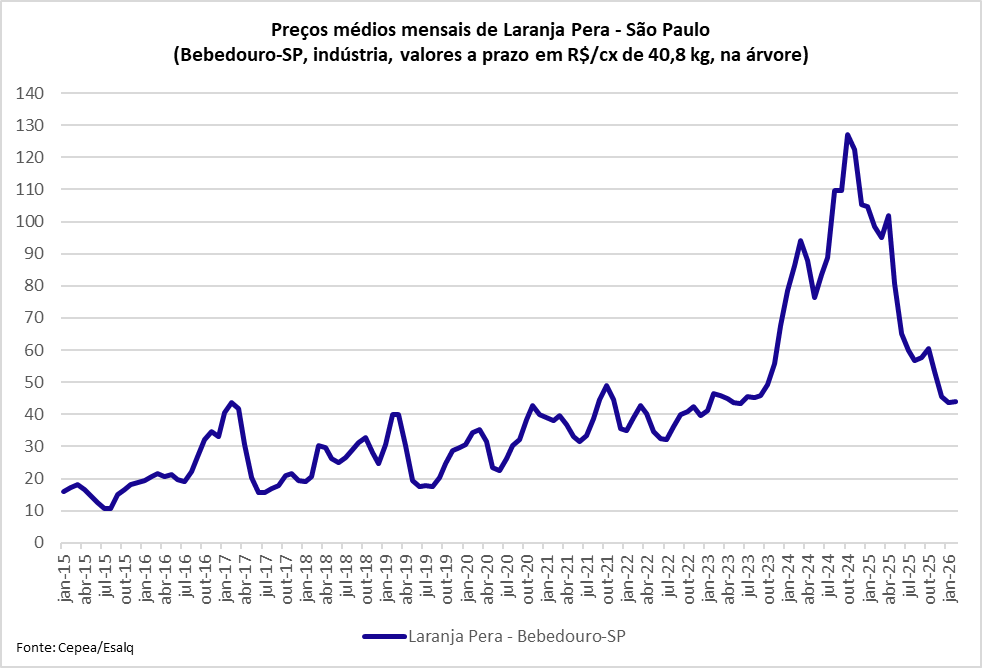 Preços médios mensais de Laranja Pera - São Paulo
(Bebedouro-SP, indústria, valores a prazo em R$/cx de 40,8 kg, na árvore)
140
130
120
110
100
90
80
70
60
50
40
30
20
10
0
jan-15
abr-15
jul-15
out-15
jan-16
abr-16
jul-16
out-16
jan-17
abr-17
jul-17
out-17
jan-18
abr-18
jul-18
out-18
jan-19
abr-19
jul-19
out-19
jan-20
abr-20
jul-20
out-20
jan-21
abr-21
jul-21
out-21
jan-22
abr-22
jul-22
out-22
jan-23
abr-23
jul-23
out-23
jan-24
abr-24
jul-24
out-24
jan-25
abr-25
jul-25
out-25
jan-26
Laranja Pera - Bebedouro-SP
Fonte: Cepea/Esalq